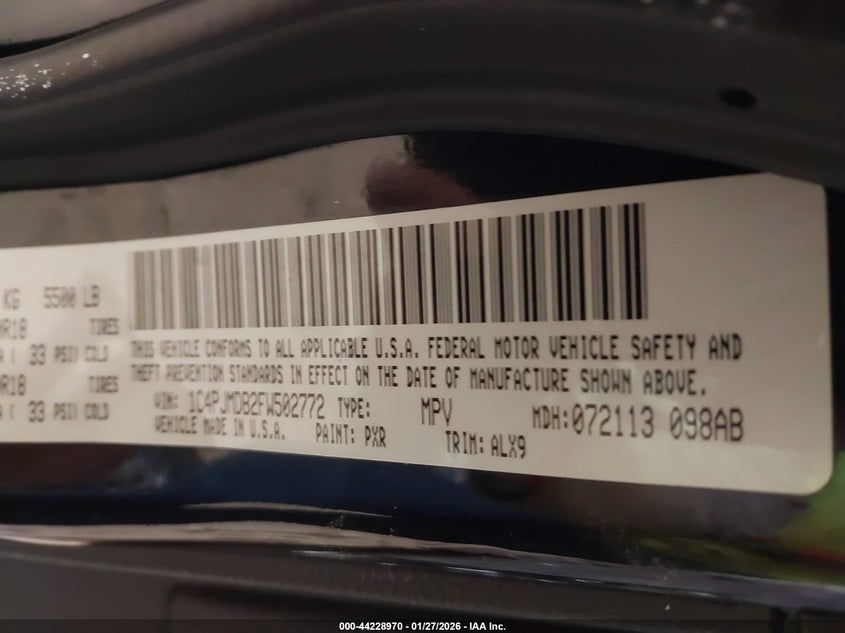 KG 5500 LB
R18 TIRES
( 33 PSI) COLD
R18 TIRES
( 33 PSI) COLD
THIS VEHICLE CONFORMS TO ALL APPLICABLE U.S.A. FEDERAL MOTOR VEHICLE SAFETY AND
THEFT PREVENTION STANDARDS IN EFFECT ON THE DATE OF MANUFACTURE SHOWN ABOVE.
VIN: 1C4PJMDB2FW502772 TYPE: MPV MDH:072113 098AB
VEHICLE MADE IN U.S.A. PAINT: PXR TRIM: ALX9
000-44228970 — 01/27/2026 - IAA Inc.